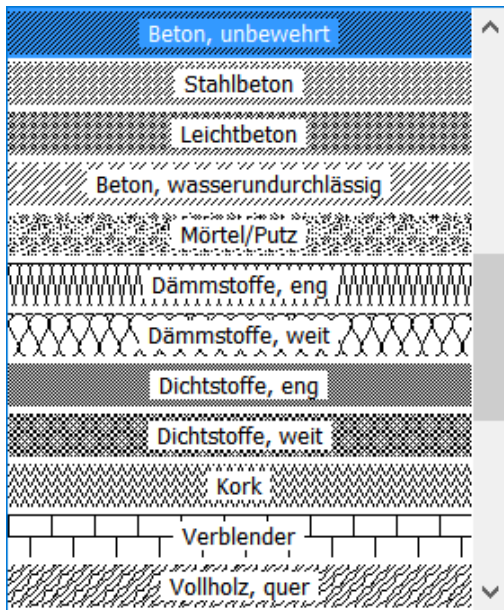 Beton, unbewehrt
Stahlbeton
Leichtbeton
Beton, wasserundurchlässig
Mörtel/Putz
Dämmstoffe, eng
Dämmstoffe, weit
Dichtstoffe, eng
Dichtstoffe, weit
Kork
Verblender
Vollholz, quer